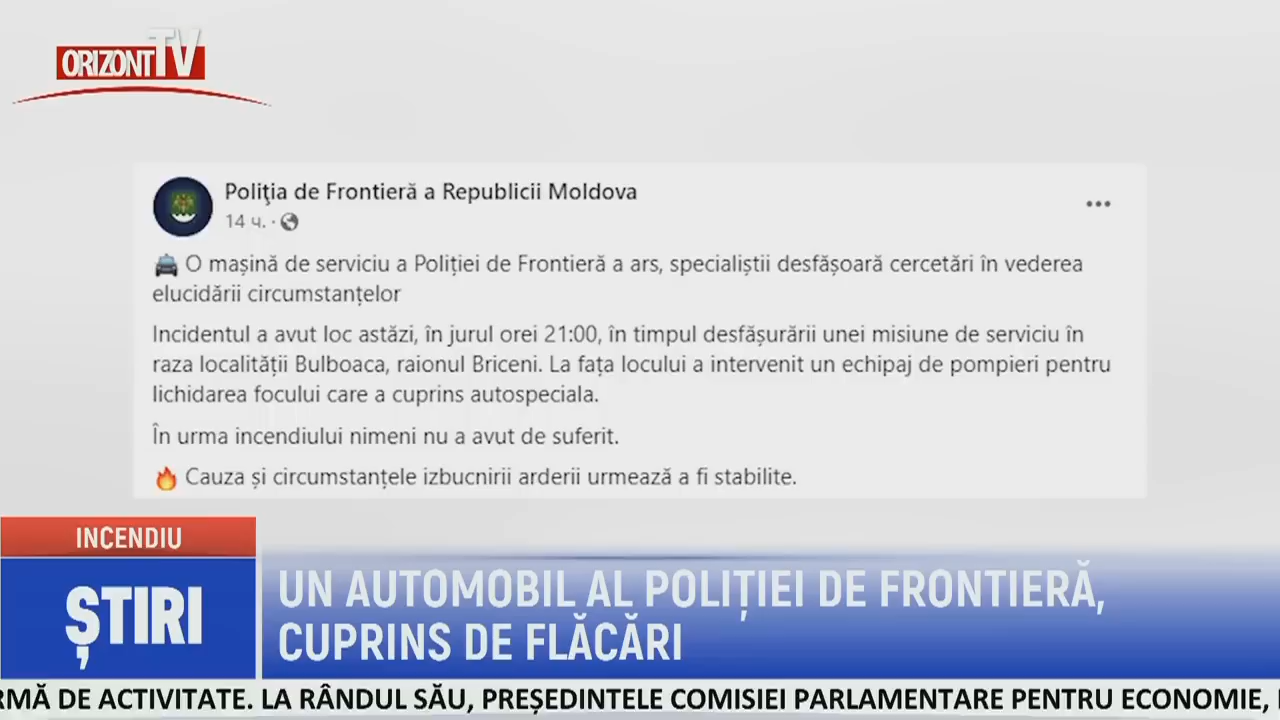 ORIZONT TV
Poliţia de Frontieră a Republicii Moldova
14 ч. ·
O mașină de serviciu a Poliției de Frontieră a ars, specialiștii desfășoară cercetări în vederea
elucidării circumstanțelor
Incidentul a avut loc astăzi, în jurul orei 21:00, în timpul desfășurării unei misiune de serviciu în
raza localității Bulboaca, raionul Briceni. La fața locului a intervenit un echipaj de pompieri pentru
lichidarea focului care a cuprins autospeciala.
În urma incendiului nimeni nu a avut de suferit.
Cauza și circumstanțele izbucnirii arderii urmează a fi stabilite.
INCENDIU
ȘTIRI
UN AUTOMOBIL AL POLIȚIEI DE FRONTIERĂ,
CUPRINS DE FLĂCĂRI
RMĂ DE ACTIVITATE. LA RÂNDUL SĂU, PREȘEDINTELE COMISIEI PARLAMENTARE PENTRU ECONOMIE,